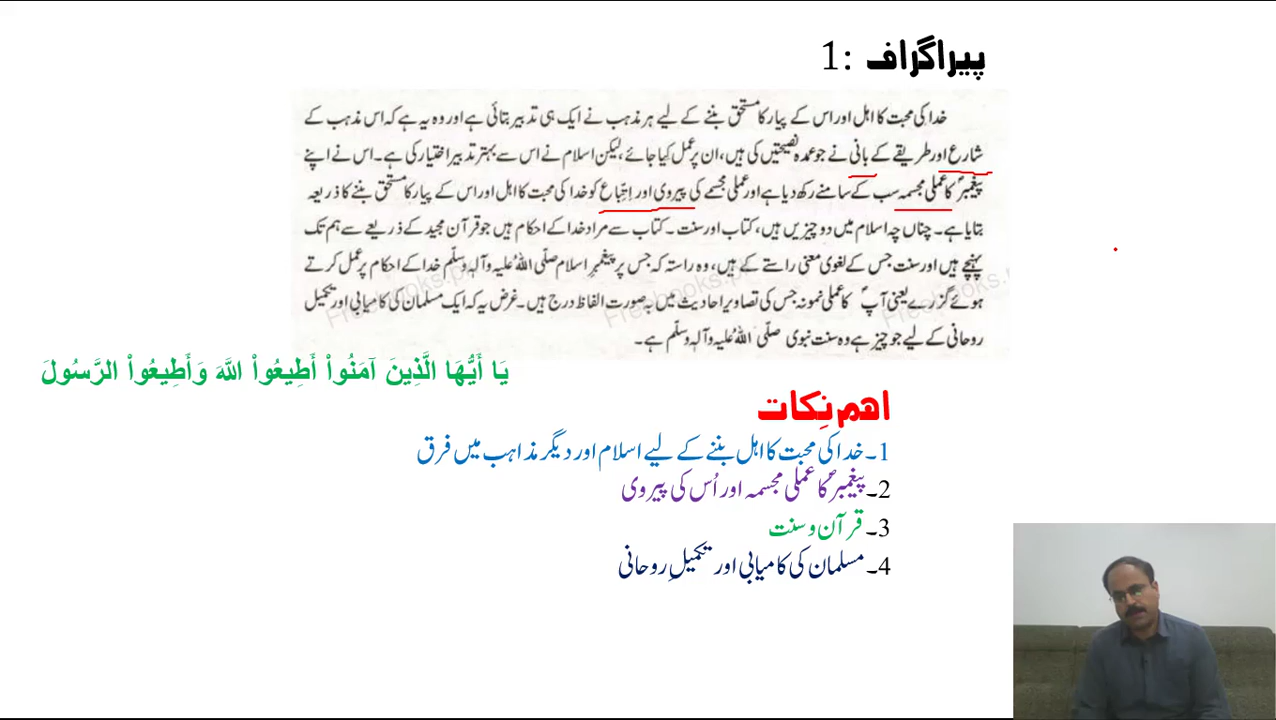 پیراگراف 1:
خدا کی محبت کا اہل اور اس کے پیار کا مستحق بننے کے لیے ہر مذہب نے ایک ہی تدبیر بتائی ہے اور وہ یہ ہے کہ اس مذہب کے
شارع اور طریقے کے بانی نے جو عمدہ نصیحتیں کی ہیں، ان پر عمل کیا جائے، لیکن اسلام نے اس سے بہتر تدبیر اختیار کی ہے۔ اس نے اپنے
پیغمبرؐ کا عملی مجسمہ سب کے سامنے رکھ دیا ہے اور عملی مجسمے کی پیروی اور اِتّباع کو خدا کی محبت کا اہل اور اس کے پیار کا مستحق بننے کا ذریعہ
بتایا ہے۔ چناں چہ اسلام میں دو چیزیں ہیں، کتاب اور سنت۔ کتاب سے مراد خدا کے احکام ہیں جو قرآن مجید کے ذریعے سے ہم تک
پہنچے ہیں اور سنت جس کے لغوی معنی راستے کے ہیں، وہ راستہ کہ جس پر پیغمبرِ اسلام صلّی اللہُ علیہ وآلہٖ وسلّم خدا کے احکام پر عمل کرتے
ہوئے گزرے یعنی آپؐ کا عملی نمونہ جس کی تصاویر احادیث میں بہ صورت الفاظ درج ہیں۔ غرض یہ کہ ایک مسلمان کی کامیابی اور تکمیل
روحانی کے لیے جو چیز ہے وہ سنت نبوی صلّی اللہُ علیہ وآلہٖ وسلّم ہے۔
يَا أَيُّهَا الَّذِينَ آمَنُواْ أَطِيعُواْ اللّهَ وَأَطِيعُواْ الرَّسُولَ
اہم نِکات
1۔ خدا کی محبت کا اہل بننے کے لیے اسلام اور دیگر مذاہب میں فرق
2۔ پیغمبرؐ کا عملی مجسمہ اور اُس کی پیروی
3۔ قرآن و سنت
4۔ مسلمان کی کامیابی اور تکمیلِ روحانی